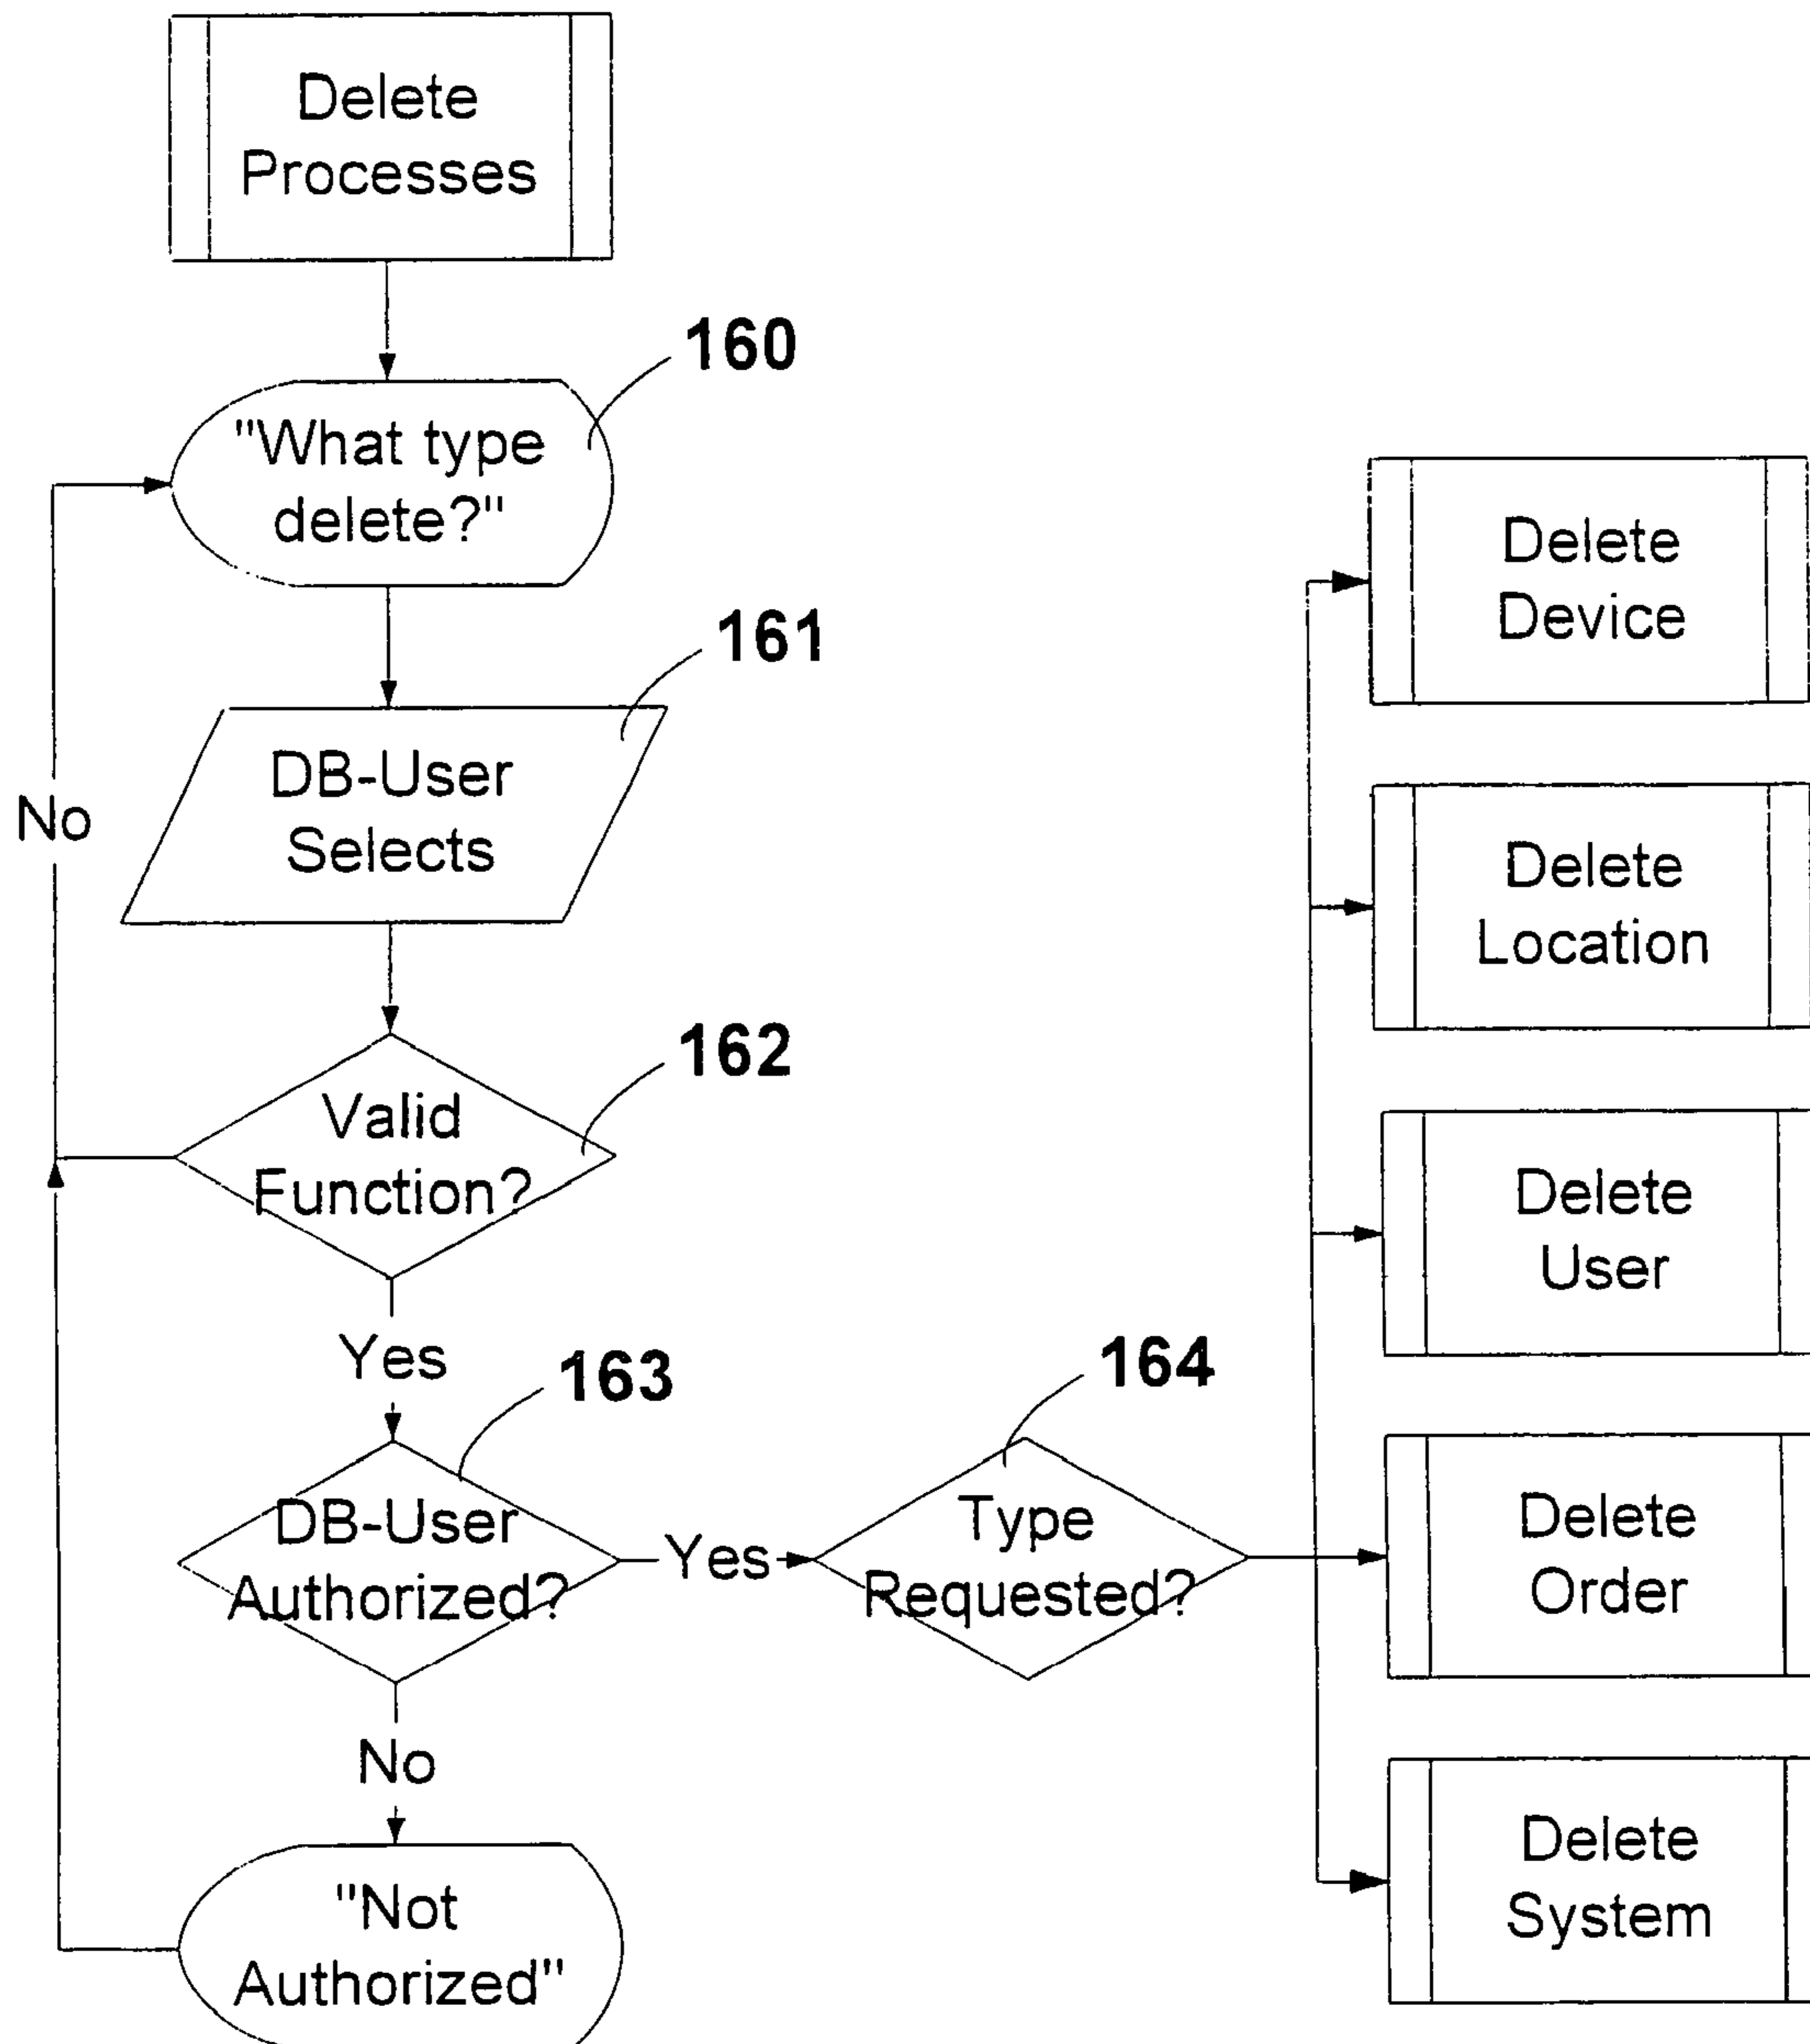 Delete
Processes
160
"What type
delete?"
161
DB-User
Selects
No
162
Valid
Function?
Yes
163
DB-User
Authorized?
Yes
164
Type
Requested?
No
"Not
Authorized"
Delete
Device
Delete
Location
Delete
User
Delete
Order
Delete
System